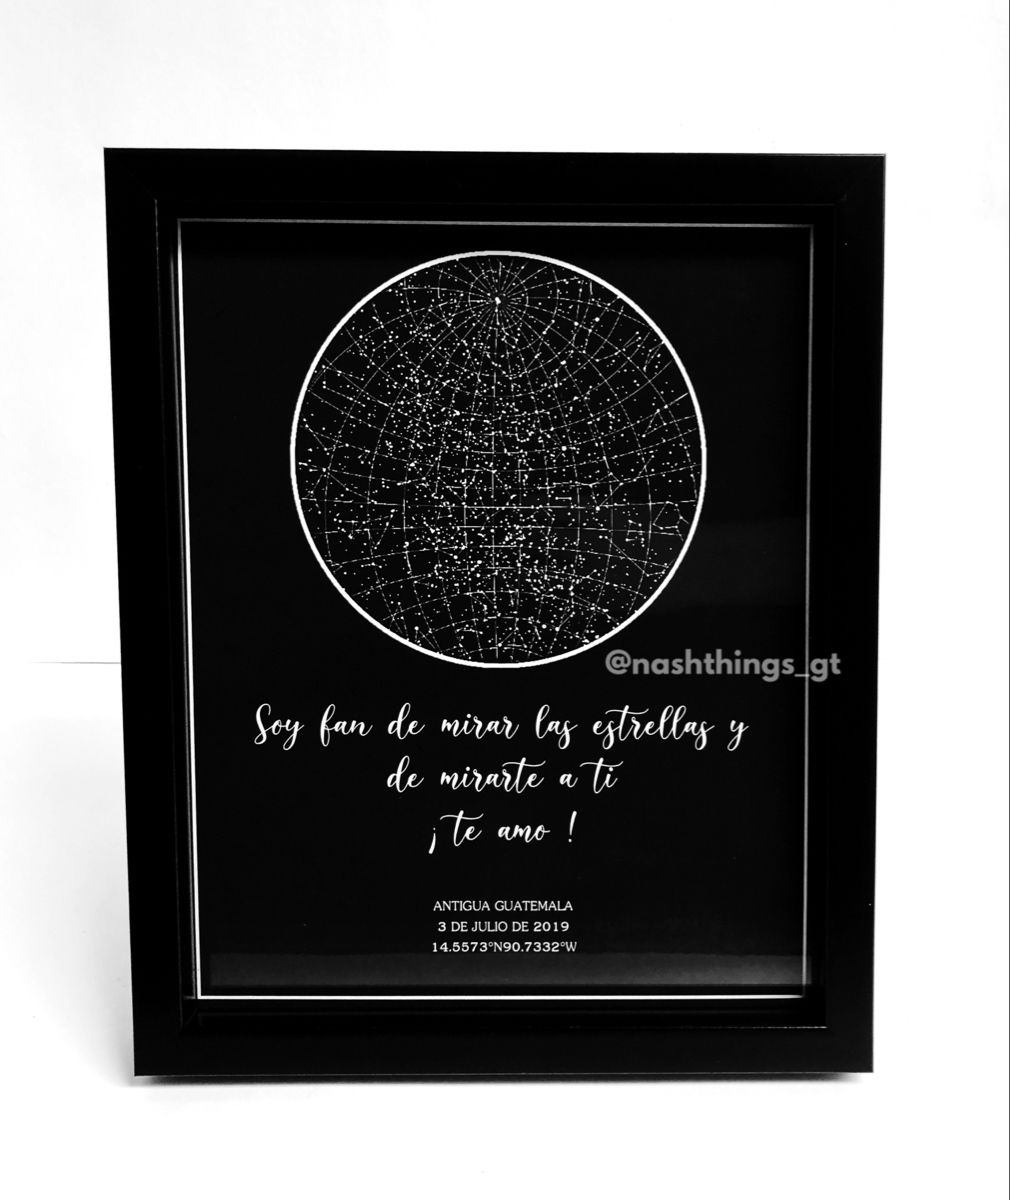 @nashthings_gt
Soy fan de mirar las estrellas y
de mirarte a ti
¡te amo!
ANTIGUA GUATEMALA
3 DE JULIO DE 2019
14.5573°N90.7332°W